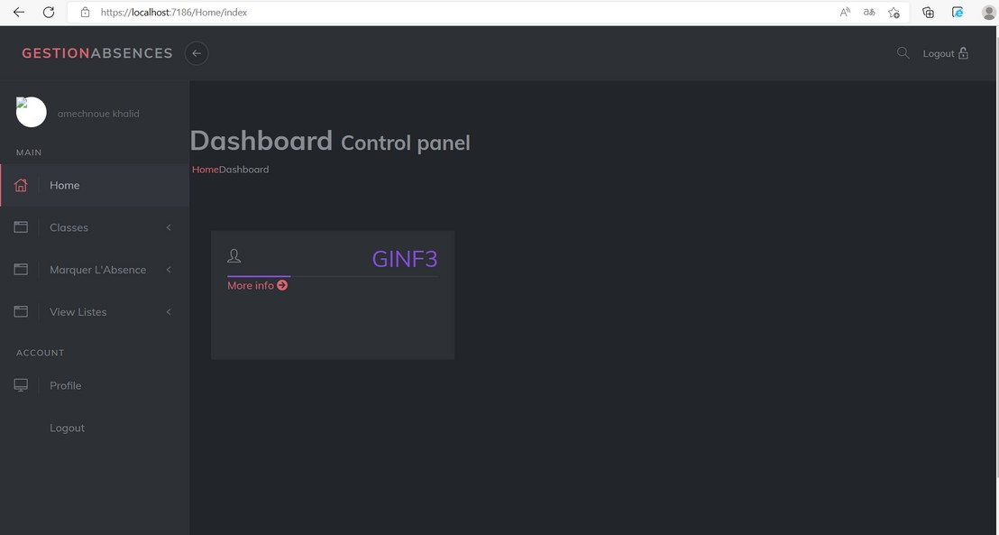 https://localhost:7186/Home/index
GESTIONABSENCES
Logout
amechnoue khalid
MAIN
Home
Classes
Marquer L'Absence
View Listes
ACCOUNT
Profile
Logout
Dashboard Control panel
HomeDashboard
GINF3
More info